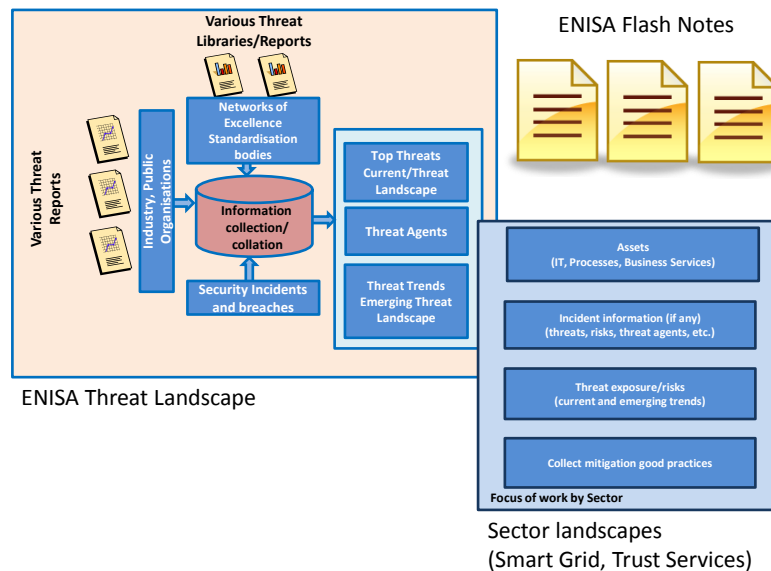 Various Threat
Libraries/Reports
ENISA Flash Notes
Networks of
Excellence
Standardisation
bodies
Various Threat
Reports
Industry, Public
Organisations
Information
collection/
collation
Security Incidents
and breaches
Top Threats
Current/Threat
Landscape
Threat Agents
Threat Trends
Emerging Threat
Landscape
ENISA Threat Landscape
Assets
(IT, Processes, Business Services)
Incident information (if any)
(threats, risks, threat agents, etc.)
Threat exposure/risks
(current and emerging trends)
Collect mitigation good practices
Focus of work by Sector
Sector landscapes
(Smart Grid, Trust Services)